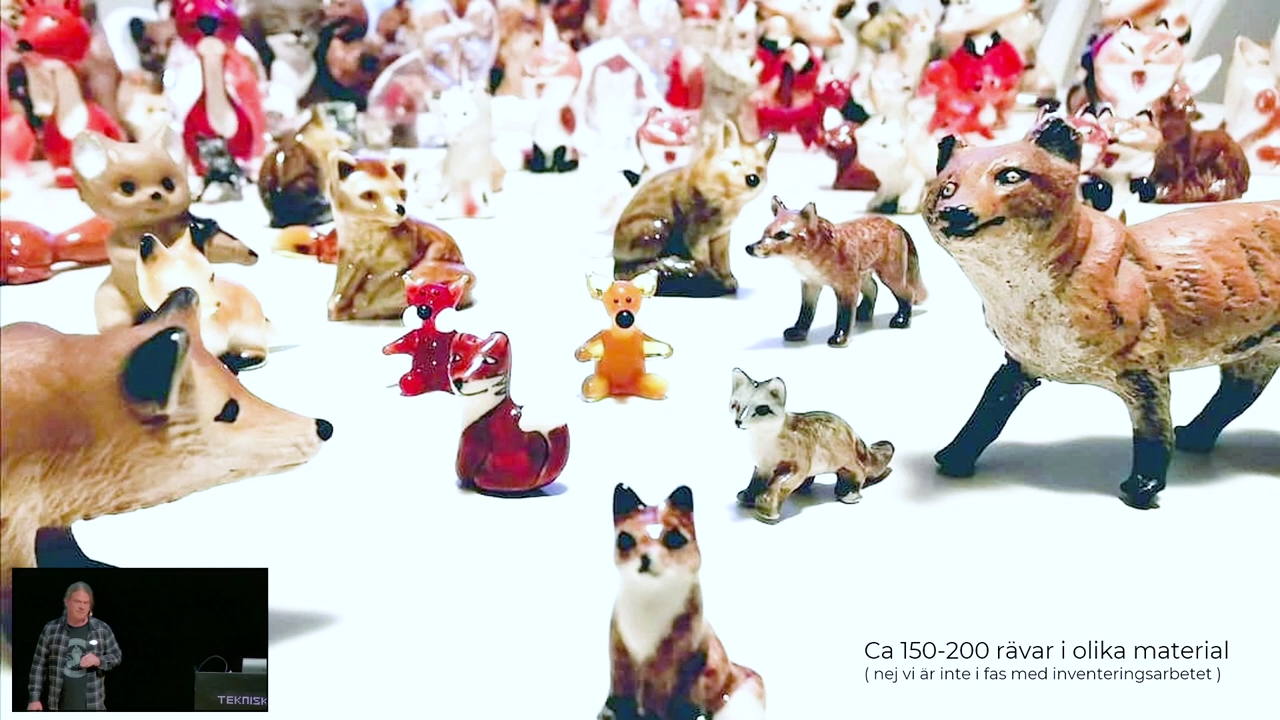 Ca 150-200 rävar i olika material
( nej vi är inte i fas med inventeringsarbetet )
TEKNISK